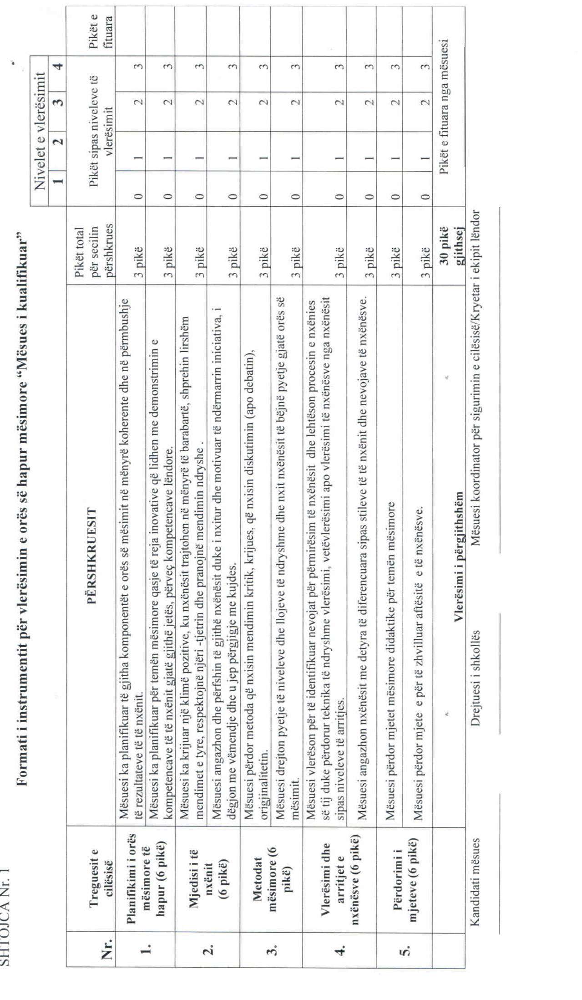 SHTOJCA Nr. 1
Formati i instrumentit për vlerësimin e orës së hapur mësimore “Mësues i kualifikuar”
Nivelet e vlerësimit
1 2 3 4
Nr.
Treguesit e
cilësisë
PËRSHKRUESIT
Pikët total
për secilin
përshkrues
Pikët sipas niveleve të
vlerësimit
Pikët e
fituara
1.
Planifikimi i orës
mësimore të
hapur (6 pikë)
Mësuesi ka planifikuar të gjitha komponentët e orës së mësimit në mënyrë koherente dhe në përmbushje
të rezultateve të të nxënit.
3 pikë 0 1 2 3
Mësuesi ka planifikuar për temën mësimore qasje të reja inovative që lidhen me demonstrimin e
kompetencave të të nxënit gjatë gjithë jetës, përveç kompetencave lëndore.
3 pikë 0 1 2 3
2.
Mjedisi i të
nxënit
(6 pikë)
Mësuesi ka krijuar një klimë pozitive, ku nxënësit trajtohen në mënyrë të barabartë, shprehin lirshëm
mendimet e tyre, respektojnë njëri -tjetrin dhe pranojnë mendimin ndryshe .
3 pikë 0 1 2 3
Mësuesi angazhon dhe përfshin të gjithë nxënësit duke i nxitur dhe motivuar të ndërmarrin iniciativa, i
dëgjon me vëmendje dhe u jep përgjigje me kujdes.
3 pikë 0 1 2 3
3.
Metodat
mësimore (6
pikë)
Mësuesi përdor metoda që nxisin mendimin kritik, krijues, që nxisin diskutimin (apo debatin),
origjinalitetin.
3 pikë 0 1 2 3
Mësuesi drejton pyetje të niveleve dhe llojeve të ndryshme dhe nxit nxënësit të bëjnë pyetje gjatë orës së
mësimit.
3 pikë 0 1 2 3
4.
Vlerësimi dhe
arritjet e
nxënësve (6 pikë)
Mësuesi vlerëson për të identifikuar nevojat për përmirësim të nxënësit dhe lehtëson procesin e nxënies
së tij duke përdorur teknika të ndryshme vlerësimi, vetëvlerësimi apo vlerësimi të nxënësve nga nxënësit
sipas niveleve të arritjes.
3 pikë 0 1 2 3
Mësuesi angazhon nxënësit me detyra të diferencuara sipas stileve të të nxënit dhe nevojave të nxënësve.
3 pikë 0 1 2 3
5.
Përdorimi i
mjeteve (6 pikë)
Mësuesi përdor mjetet mësimore didaktike për temën mësimore
3 pikë 0 1 2 3
Mësuesi përdor mjete e për të zhvilluar aftësitë e të nxënësve.
3 pikë 0 1 2 3
Vlerësimi i përgjithshëm
30 pikë
gjithsej
Pikët e fituara nga mësuesi
Kandidati mësues Drejtuesi i shkollës Mësuesi koordinator për sigurimin e cilësisë/Kryetar i ekipit lëndor